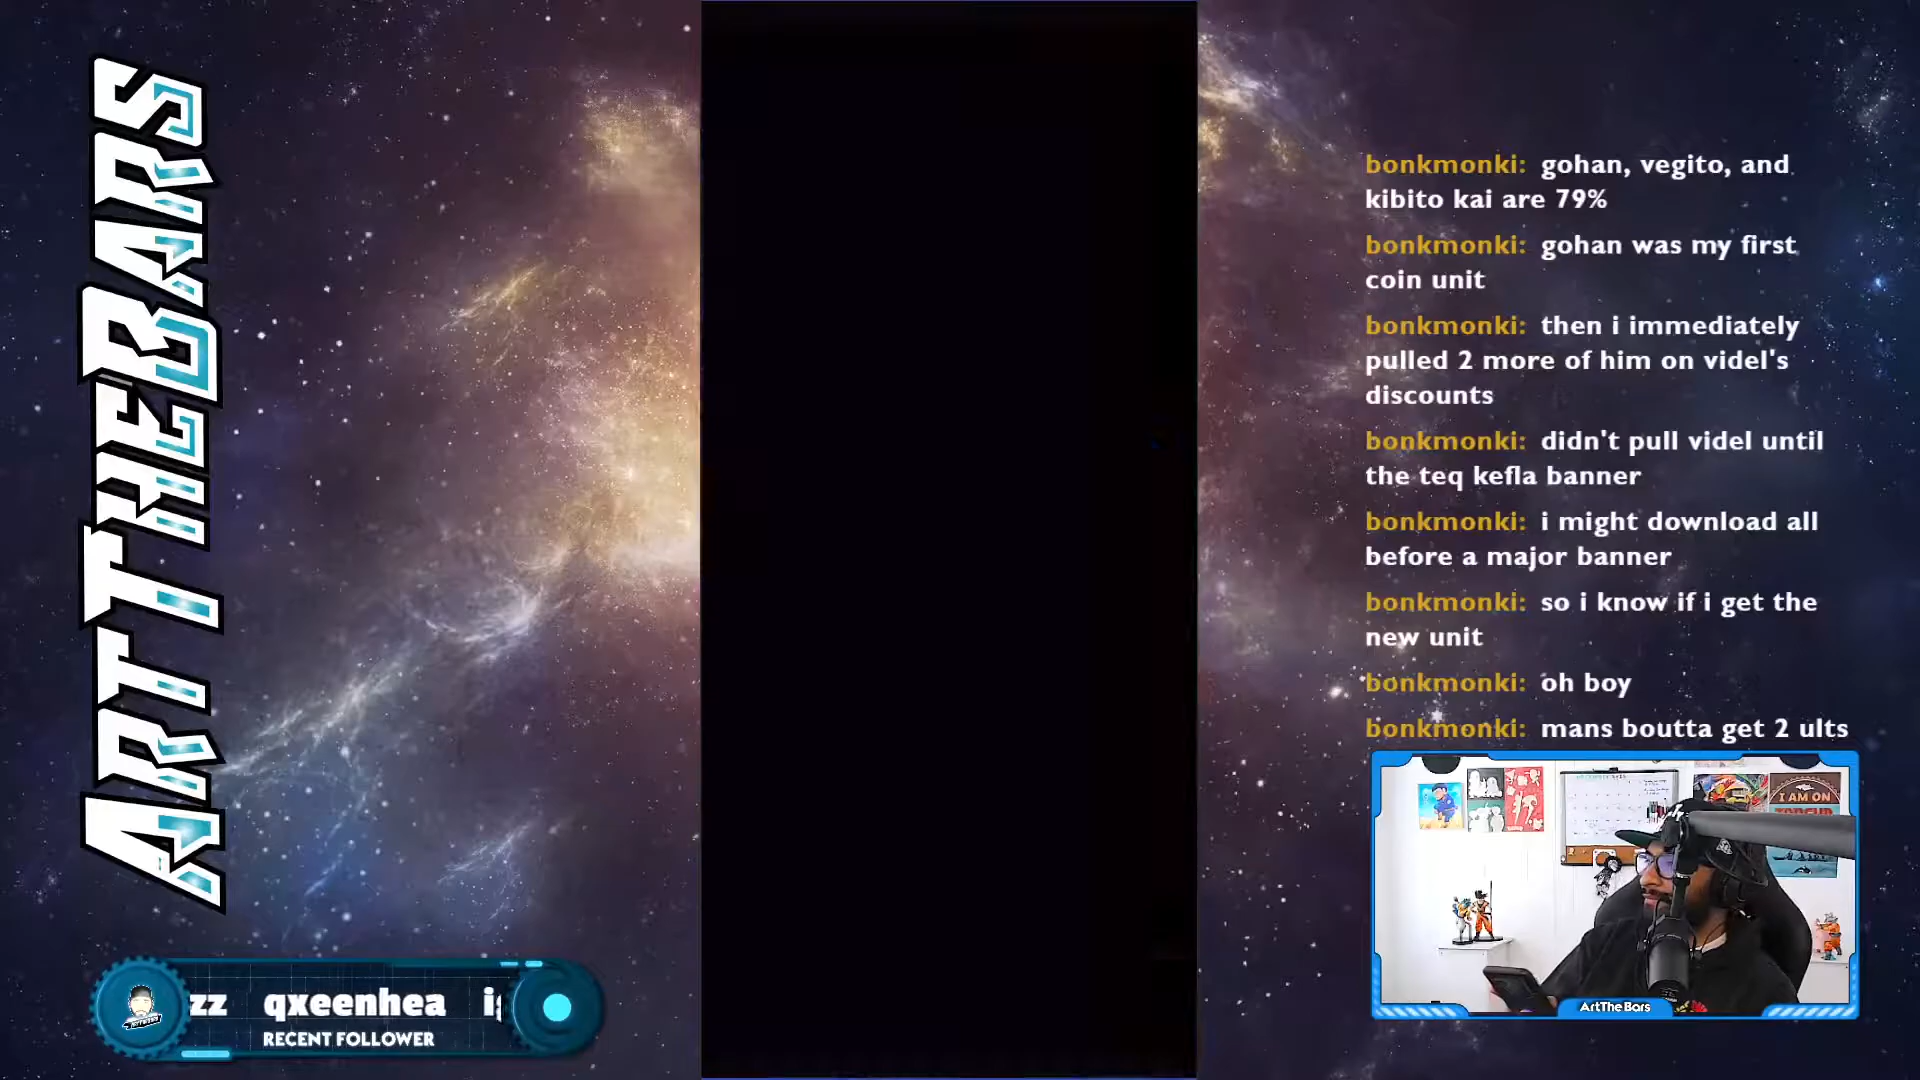 ARTTHEBARS
bonkmonki: gohan, vegito, and
kibito kai are 79%
bonkmonki: gohan was my first
coin unit
bonkmonki: then i immediately
pulled 2 more of him on videl's
discounts
bonkmonki: didn't pull videl until
the teq kefla banner
bonkmonki: i might download all
before a major banner
bonkmonki: so i know if i get the
new unit
bonkmonki: oh boy
bonkmonki: mans boutta get 2 ults
I AM ON
ArtTheBars
zz qxeenhea
RECENT FOLLOWER